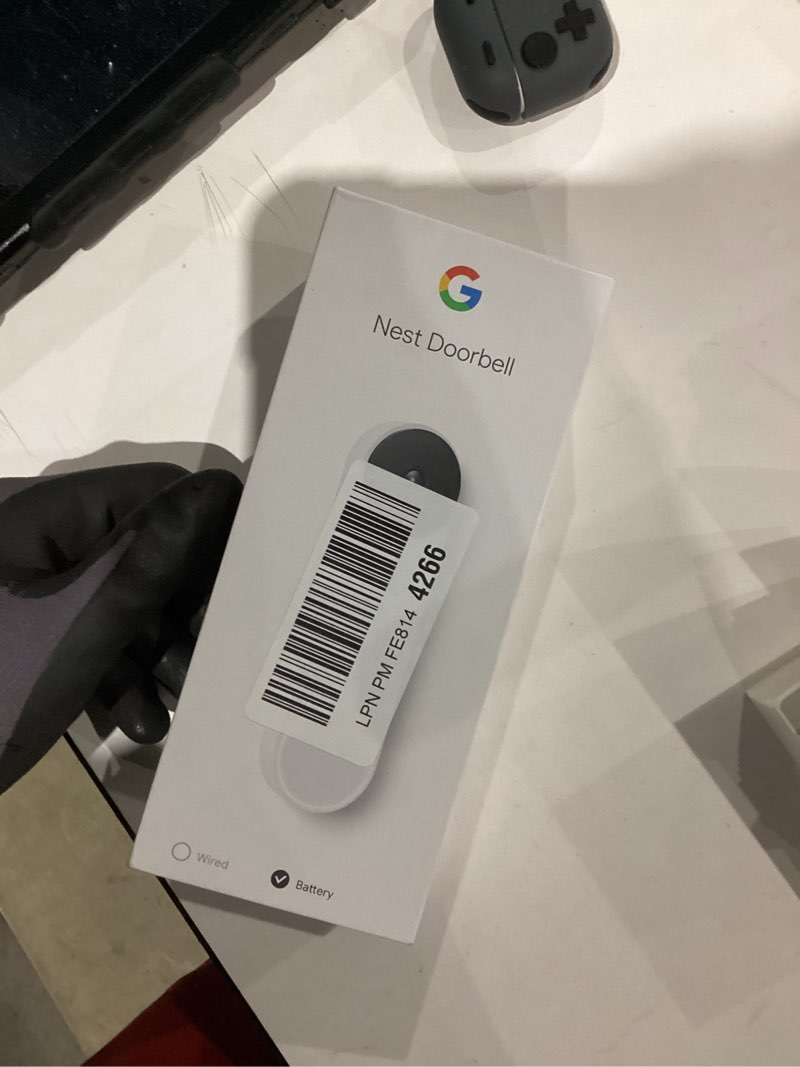 G
Nest Doorbell
LPN PM FE814 4266
Wired
Battery